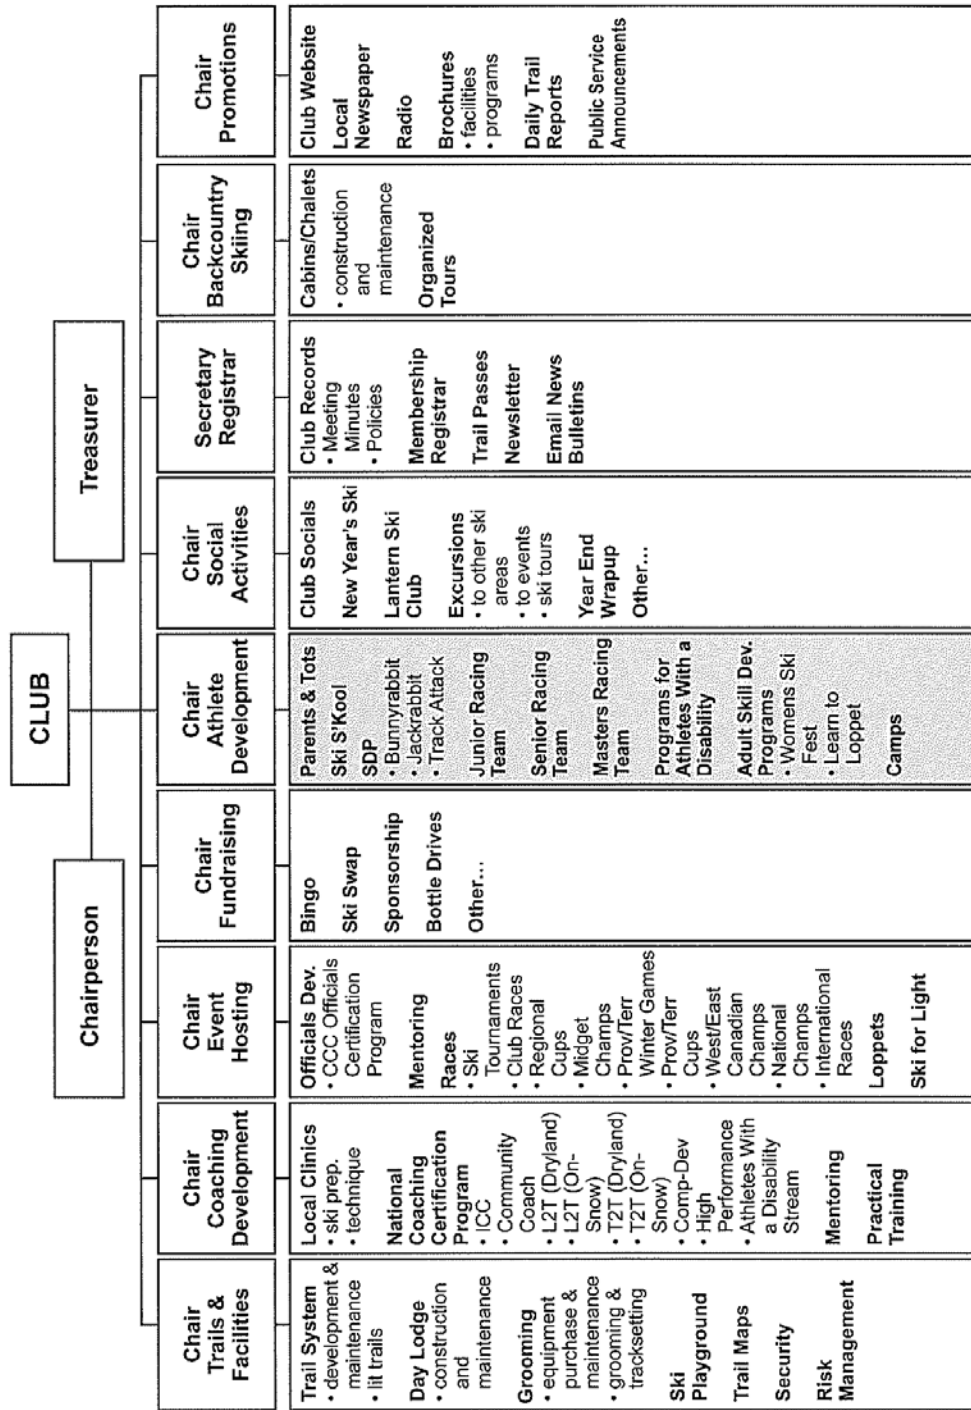 CLUB
Chairperson
Treasurer
Chair
Trails &
Facilities
Trail System
• development &
maintenance
• lit trails
Day Lodge
• construction
and
maintenance
Grooming
• equipment
purchase &
maintenance
• grooming &
tracksetting
Ski
Playground
Trail Maps
Security
Risk
Management
Chair
Coaching
Development
Local Clinics
• ski prep.
• technique
National
Coaching
Certification
Program
• ICC
• Community
Coach
• L2T (Dryland)
• L2T (On-
Snow)
• T2T (Dryland)
• T2T (On-
Snow)
• Comp-Dev
• High
Performance
• Athletes With
a Disability
Stream
Mentoring
Practical
Training
Chair
Event
Hosting
Officials Dev.
• CCC Officials
Certification
Program
Mentoring
Races
• Ski
Tournaments
• Club Races
• Regional
Cups
• Midget
Champs
• Prov/Terr
Winter Games
• Prov/Terr
Cups
• West/East
Canadian
Champs
• National
Champs
• International
Races
Loppets
Ski for Light
Chair
Fundraising
Bingo
Ski Swap
Sponsorship
Bottle Drives
Other...
Chair
Athlete
Development
Parents & Tots
Ski S'Kool
SDP
• Bunnyrabbit
• Jackrabbit
• Track Attack
Junior Racing
Team
Senior Racing
Team
Masters Racing
Team
Programs for
Athletes With a
Disability
Adult Skill Dev.
Programs
• Womens Ski
Fest
• Learn to
Loppet
Camps
Chair
Social
Activities
Club Socials
New Year's Ski
Lantern Ski
Club
Excursions
• to other ski
areas
• to events
• ski tours
Year End
Wrapup
Other...
Secretary
Registrar
Club Records
• Meeting
Minutes
• Policies
Membership
Registrar
Trail Passes
Newsletter
Email News
Bulletins
Chair
Backcountry
Skiing
Cabins/Chalets
• construction
and
maintenance
Organized
Tours
Chair
Promotions
Club Website
Local
Newspaper
Radio
Brochures
• facilities
• programs
Daily Trail
Reports
Public Service
Announcements